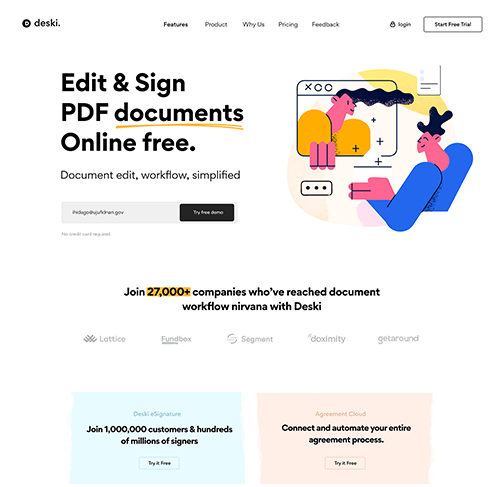 deski.
Features Product Why Us Pricing Feedback login Start Free Trial
Edit & Sign
PDF documents
Online free.
Document edit, workflow, simplified
Try free demo
No credit card required
Join 27,000+ companies who've reached document
workflow nirvana with Deski
Lattice Fundbox Segment doximity getaround
Deski eSignature
Join 1,000,000 customers & hundreds
of millions of signers
Try it Free
Agreement Cloud
Connect and automate your entire
agreement process.
Try it Free